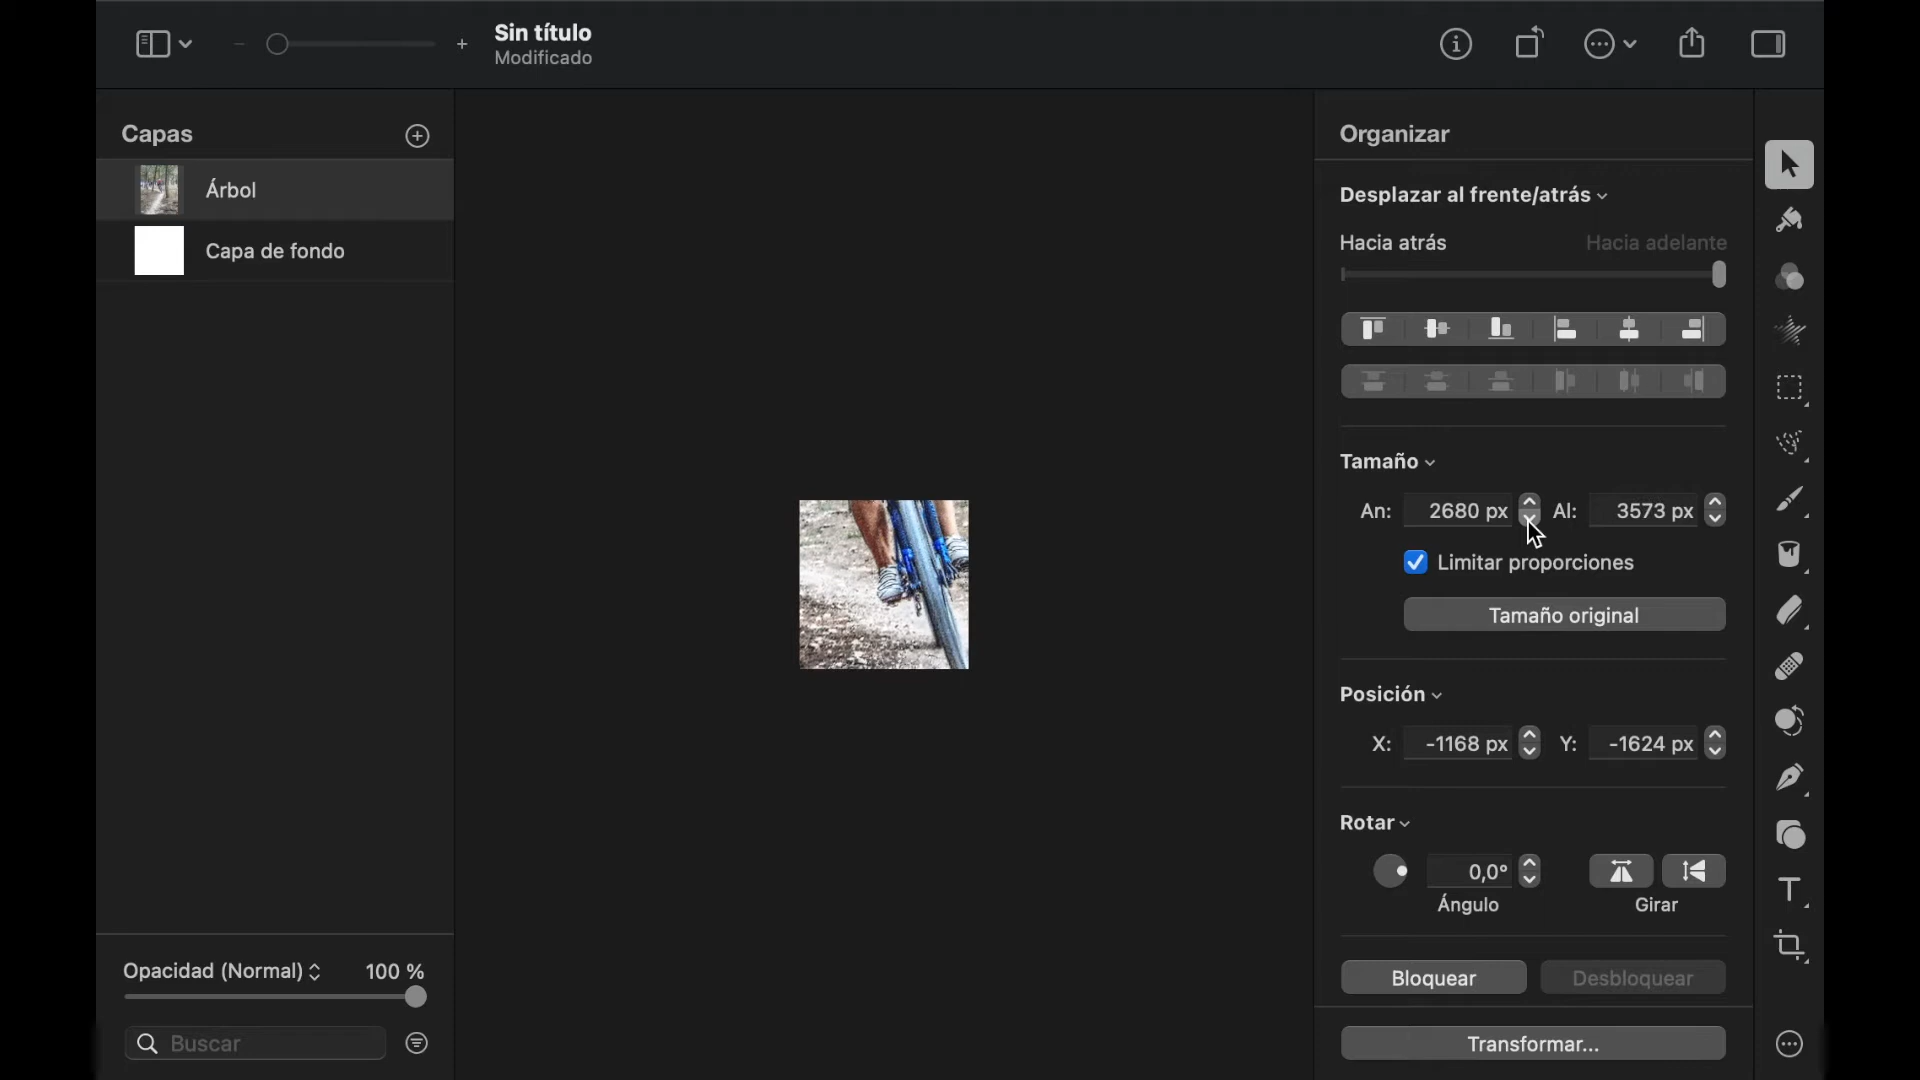 Sin título
Modificado
Capas
Árbol
Capa de fondo
Opacidad (Normal)
100 %
Buscar
Organizar
Desplazar al frente/atrás
Hacia atrás
Hacia adelante
Tamaño
An: 2680 px Al: 3573 px
Limitar proporciones
Tamaño original
Posición
X: -1168 px Y: -1624 px
Rotar
0,0°
Ángulo
Girar
Bloquear
Desbloquear
Transformar...